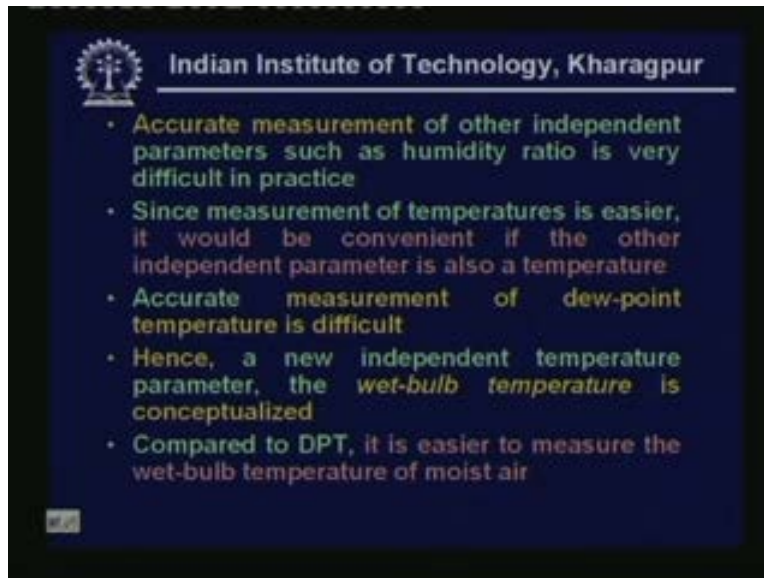 Indian Institute of Technology, Kharagpur
• Accurate measurement of other independent
parameters such as humidity ratio is very
difficult in practice
• Since measurement of temperatures is easier,
it would be convenient if the other
independent parameter is also a temperature
• Accurate measurement of dew-point
temperature is difficult
• Hence, a new independent temperature
parameter, the wet-bulb temperature is
conceptualized
• Compared to DPT, it is easier to measure the
wet-bulb temperature of moist air